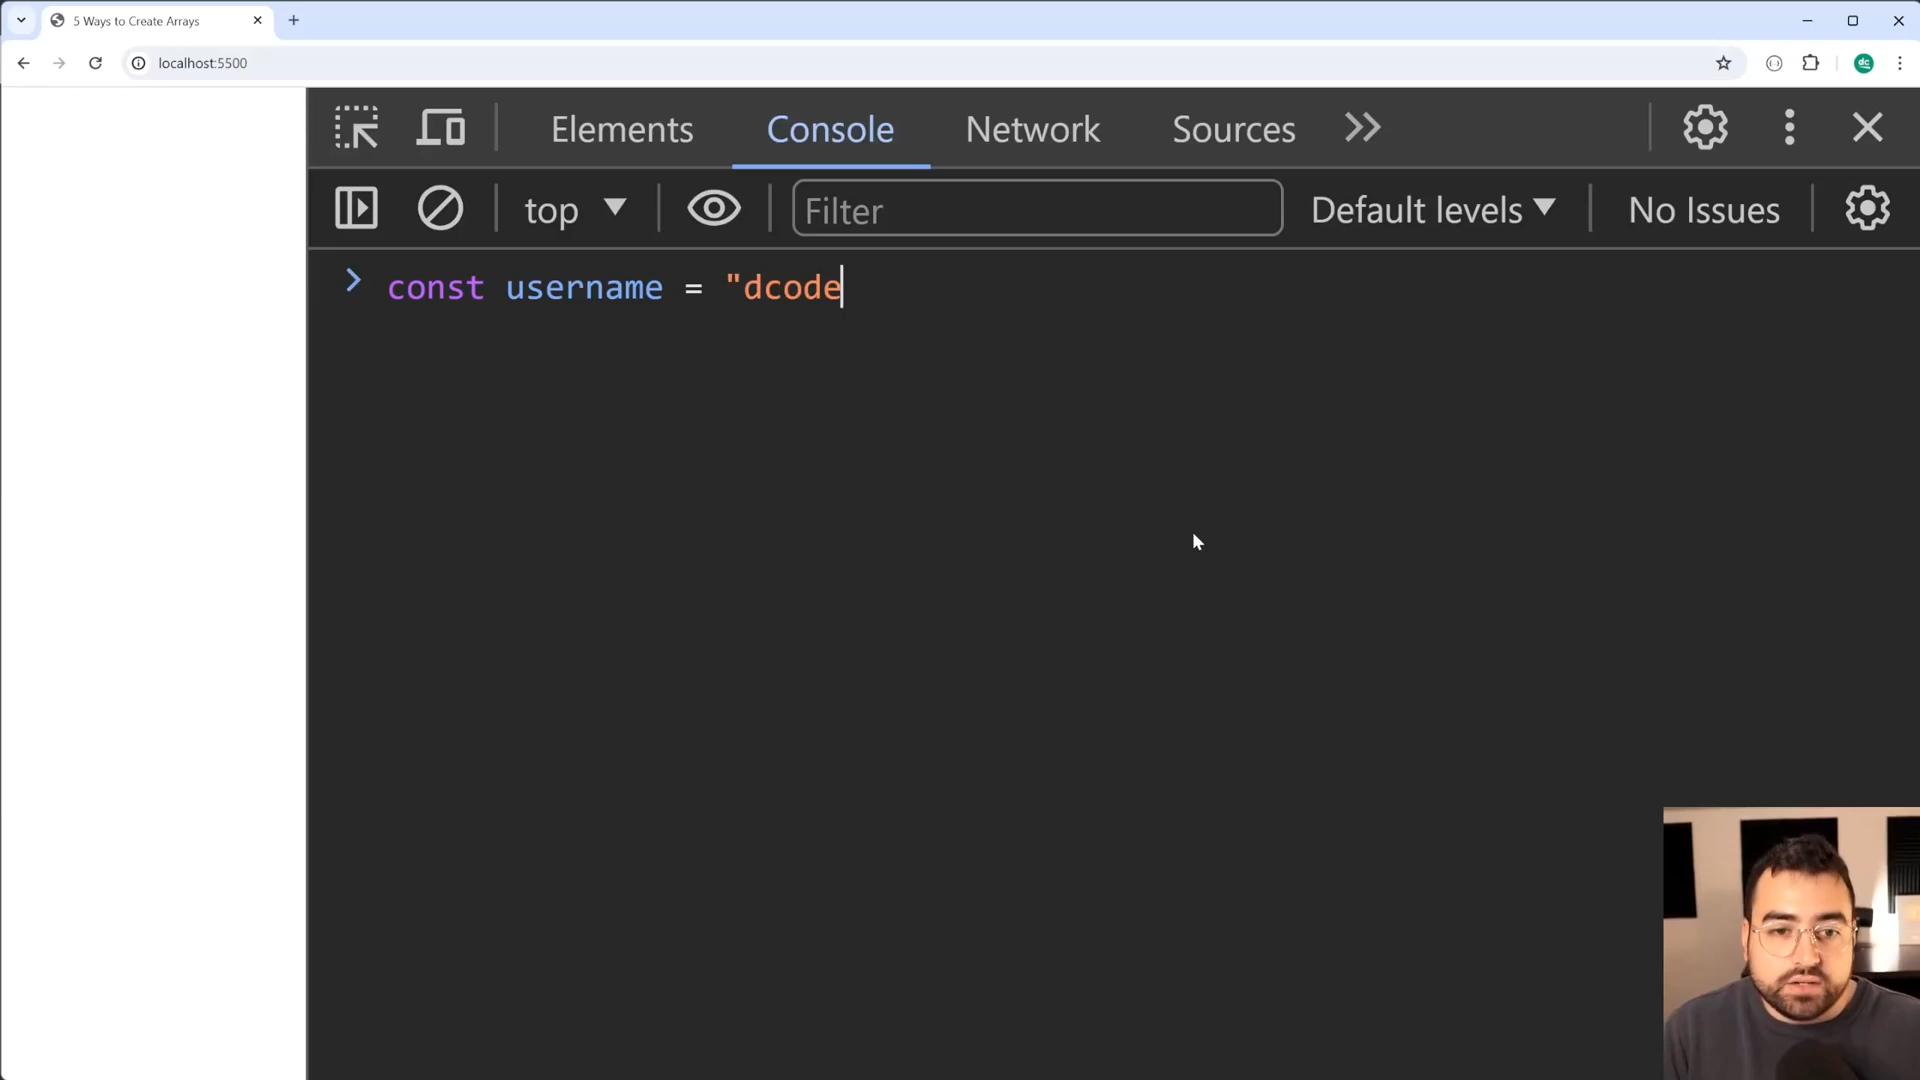 5 Ways to Create Arrays
localhost:5500
dc
Elements Console Network Sources
top Filter Default levels No Issues
> const username = "dcode